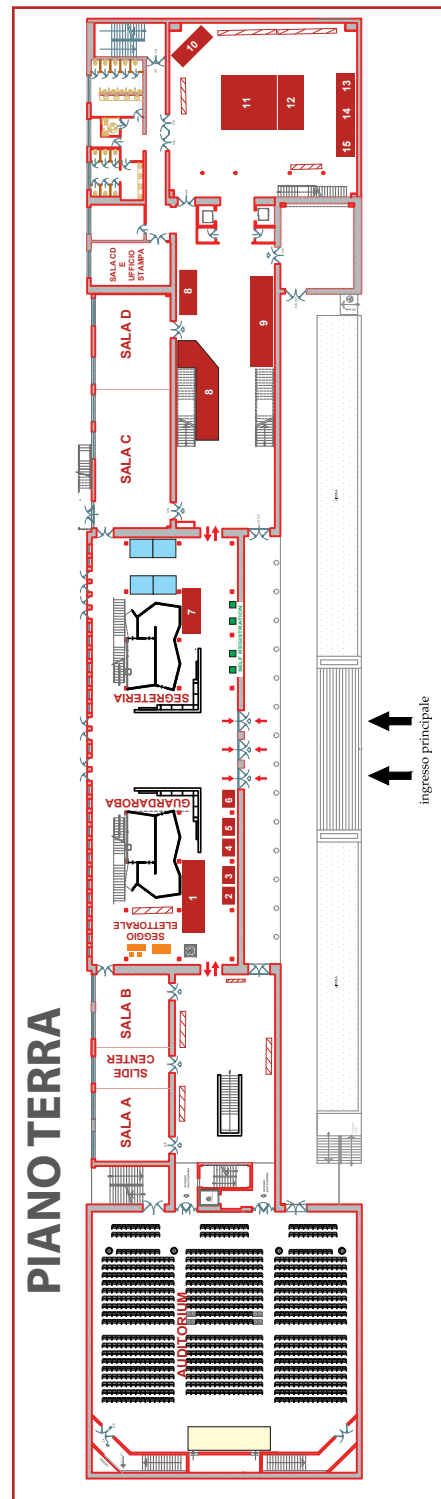 PIANO TERRA
AUDITORIUM
SALA A
SLIDE
CENTER
SALA B
SEGGIO
ELETTORALE
GUARDAROBA
SEGRETERIA
1
2
3
4
5
6
7
SELF REGISTRATION
SALA C
SALA D
SALA CD
E
UFFICIO
STAMPA
8
8
9
10
11
12
13
14
15
ingresso principale